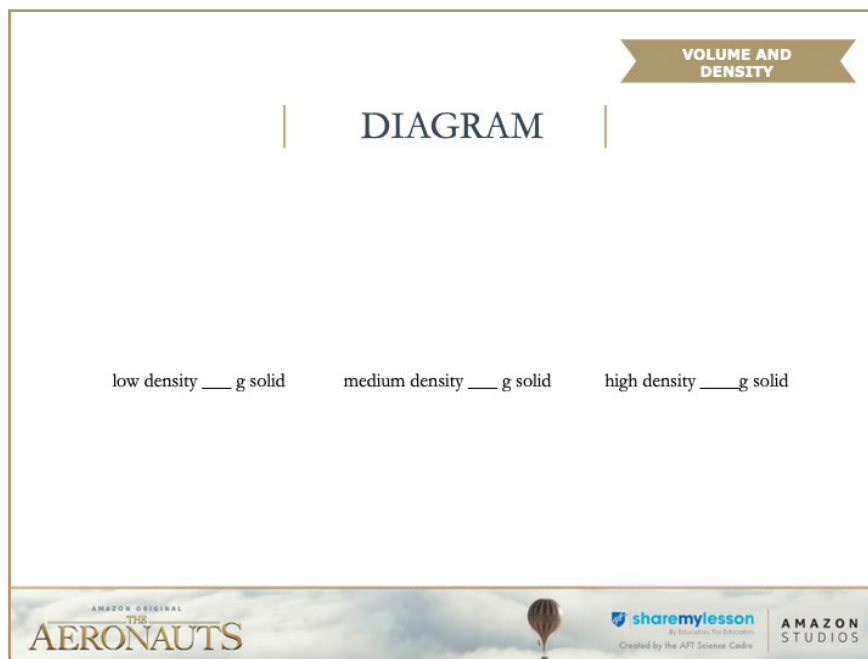 VOLUME AND
DENSITY
DIAGRAM
low density ___ g solid
medium density ___ g solid
high density ____g solid
AMAZON ORIGINAL
THE
AERONAUTS
sharemylesson
By Educators, For Educators
Created by the AFT Science Cadre
AMAZON
STUDIOS